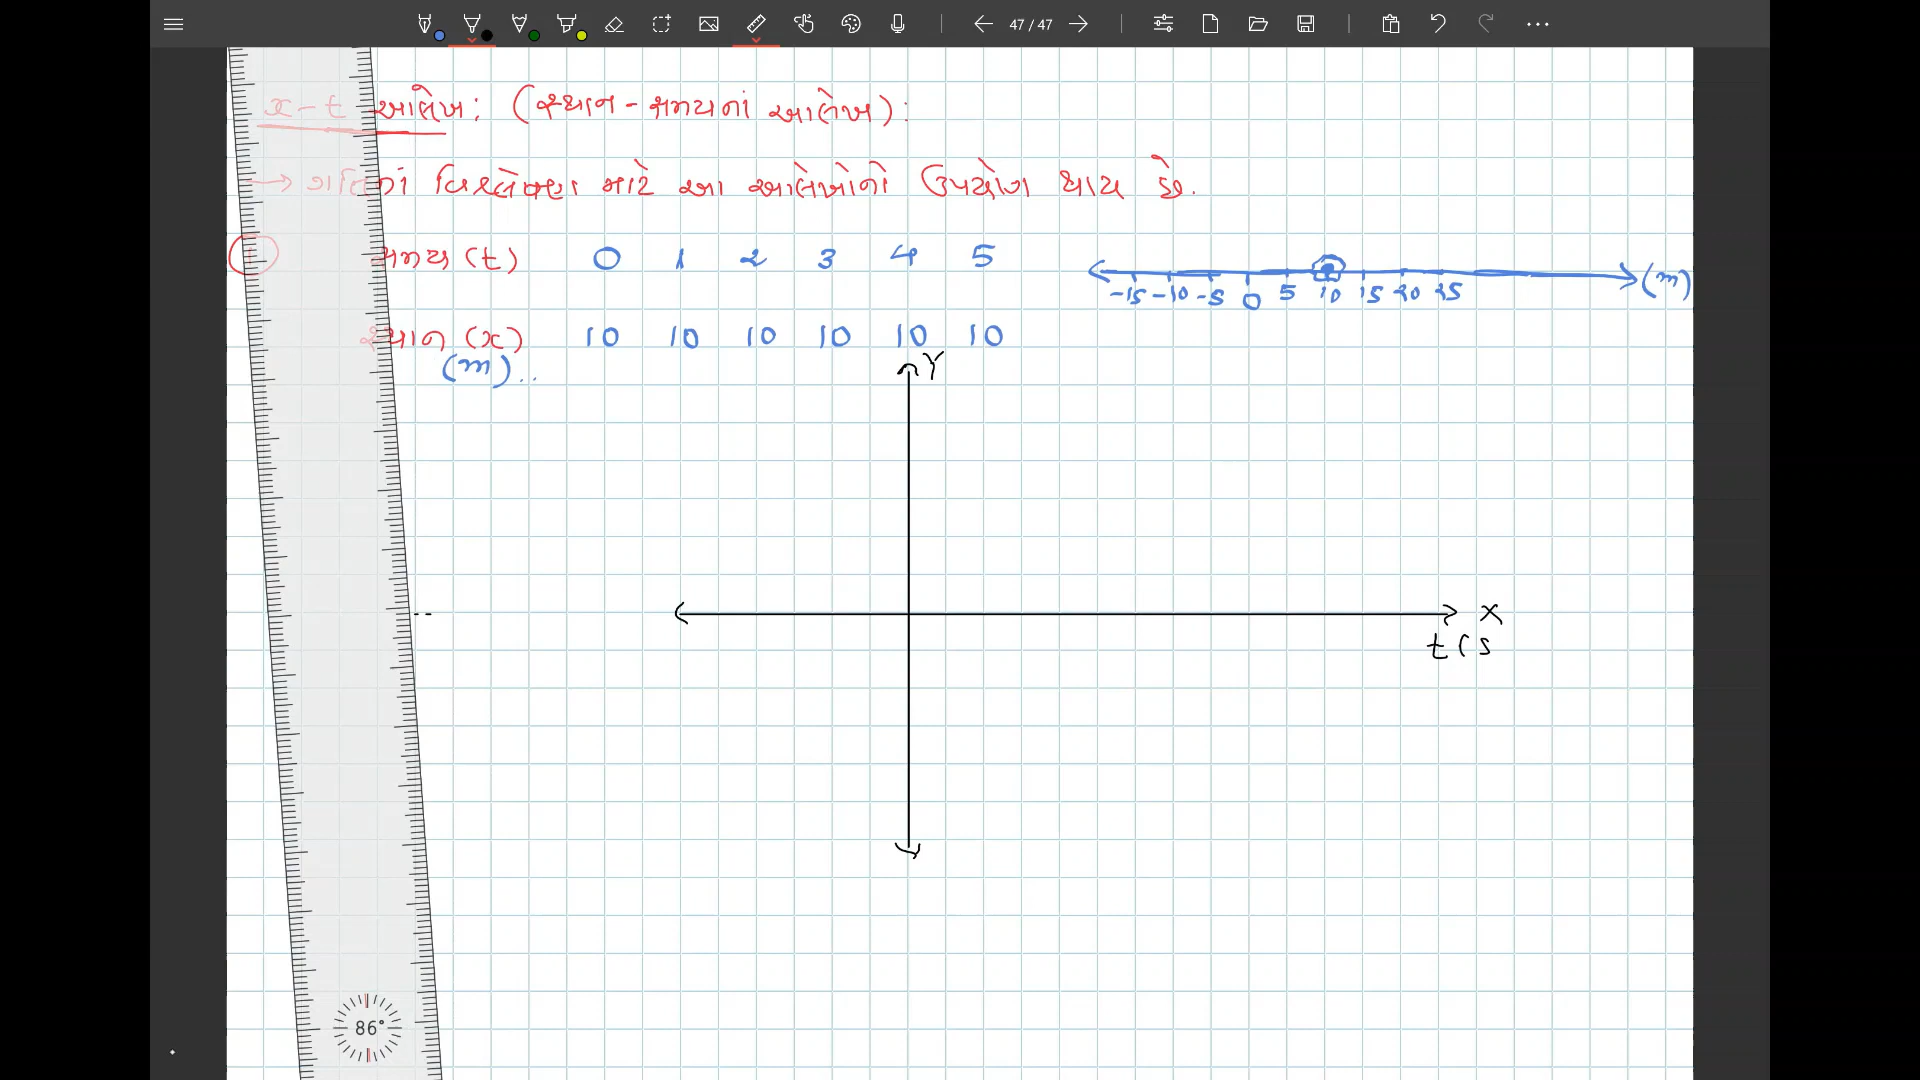 47 / 47
x-t આલેખ : (સ્થાન - સમયનાં આલેખ) :
→ ગતિનાં વિશ્લેષણ માટે આ આલેખોનો ઉપયોગ થાય છે.
① સમય (t) 0 1 2 3 4 5
-15 -10 -5 0 5 10 15 20 25 (m)
સ્થાન (x) 10 10 10 10 10 10
(m) ..
Y
X
t (s
86°